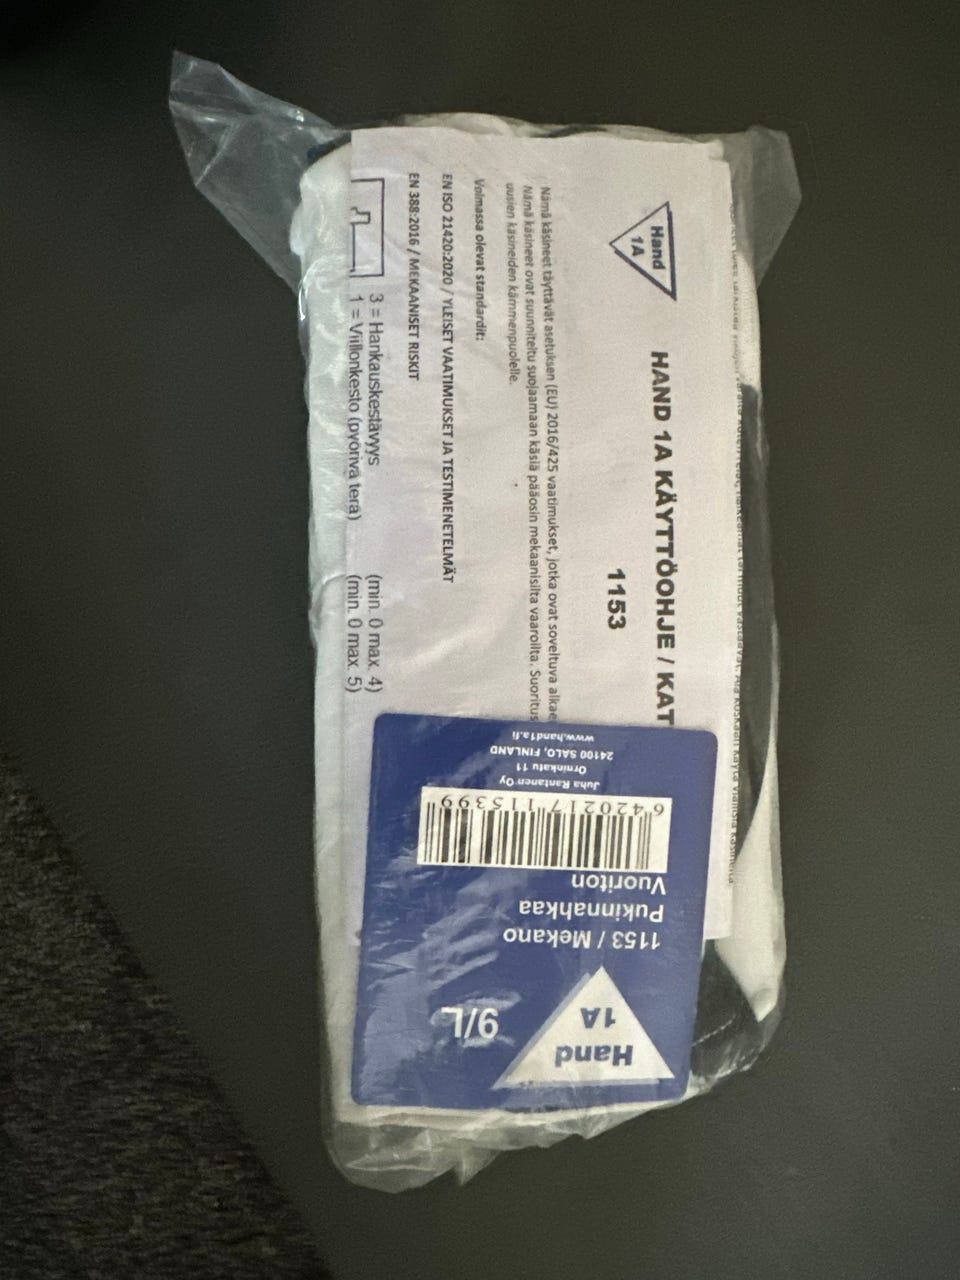 Hand
1A
HAND 1A KÄYTTÖOHJE / KAT
1153
Nämä käsineet täyttävät asetuksen (EU) 2016/425 vaatimukset, jotka ovat soveltuva alkaen
Nämä käsineet ovat suunniteltu suojaamaan käsiä pääosin mekaanisilta vaaroilta. Suoritus
uusien käsineiden kämmenpuolelle.
Voimassa olevat standardit:
EN ISO 21420:2020 / YLEISET VAATIMUKSET JA TESTIMENETELMÄT
EN 388:2016 / MEKAANISET RISKIT
3 = Hankauskestävyys (min. 0 max. 4)
1 = Viillonkesto (pyörivä terä) (min. 0 max. 5)
Hand
1A
9/L
1153 / Mekano
Pukinnahkaa
Vuoriton
6420217115399
Juha Rantanen Oy
Örninkatu 11
24100 SALO, FINLAND
www.hand1a.fi